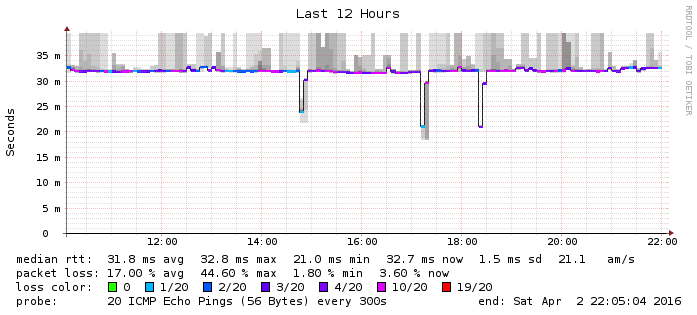 Last 12 Hours
RRDTOOL / TOBI OETIKER
Seconds
35 m
30 m
25 m
20 m
15 m
10 m
5 m
0
12:00 14:00 16:00 18:00 20:00 22:00
median rtt: 31.8 ms avg 32.8 ms max 21.0 ms min 32.7 ms now 1.5 ms sd 21.1 am/s
packet loss: 17.00 % avg 44.60 % max 1.80 % min 3.60 % now
loss color: 0 1/20 2/20 3/20 4/20 10/20 19/20
probe: 20 ICMP Echo Pings (56 Bytes) every 300s end: Sat Apr 2 22:05:04 2016